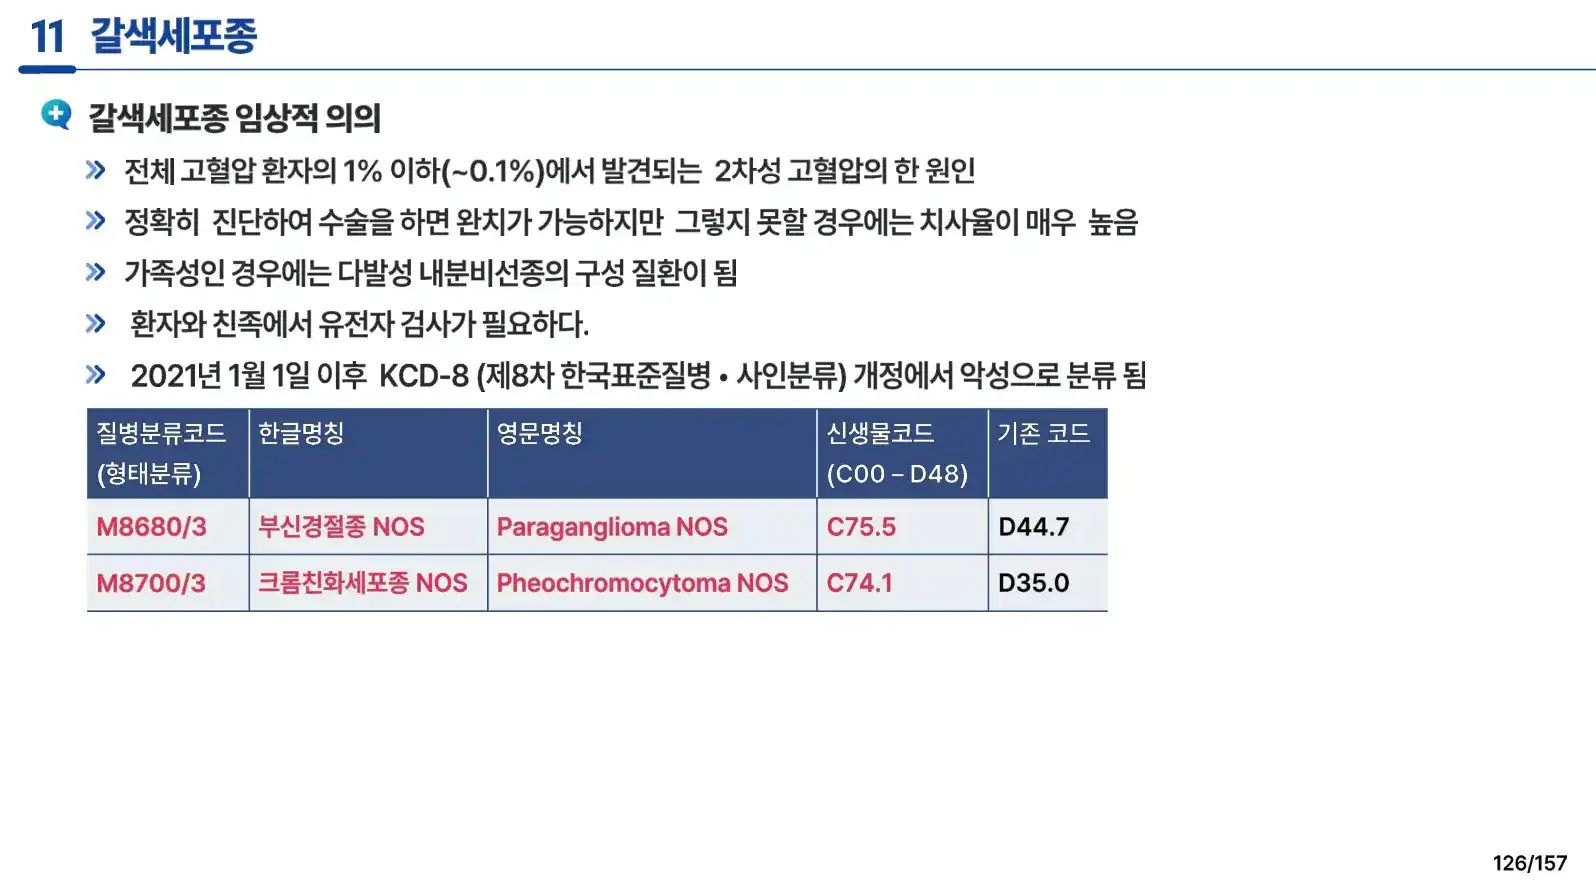 11 갈색세포종
갈색세포종 임상적 의의
전체 고혈압 환자의 1% 이하(~0.1%)에서 발견되는 2차성 고혈압의 한 원인
정확히 진단하여 수술을 하면 완치가 가능하지만 그렇지 못할 경우에는 치사율이 매우 높음
가족성인 경우에는 다발성 내분비선종의 구성 질환이 됨
환자와 친족에서 유전자 검사가 필요하다.
2021년 1월 1일 이후 KCD-8 (제8차 한국표준질병 • 사인분류) 개정에서 악성으로 분류 됨
질병분류코드 한글명칭 영문명칭 신생물코드 기존 코드
(형태분류) (C00 – D48)
M8680/3 부신경절종 NOS Paraganglioma NOS C75.5 D44.7
M8700/3 크롬친화세포종 NOS Pheochromocytoma NOS C74.1 D35.0
126/157